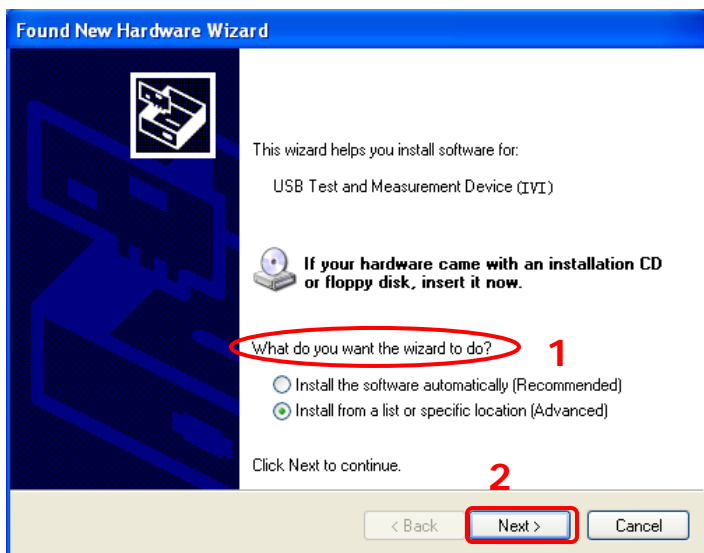 Found New Hardware Wizard
This wizard helps you install software for:
USB Test and Measurement Device (IVI)
If your hardware came with an installation CD
or floppy disk, insert it now.
What do you want the wizard to do?
1
Install the software automatically (Recommended)
Install from a list or specific location (Advanced)
Click Next to continue.
2
< Back
Next >
Cancel